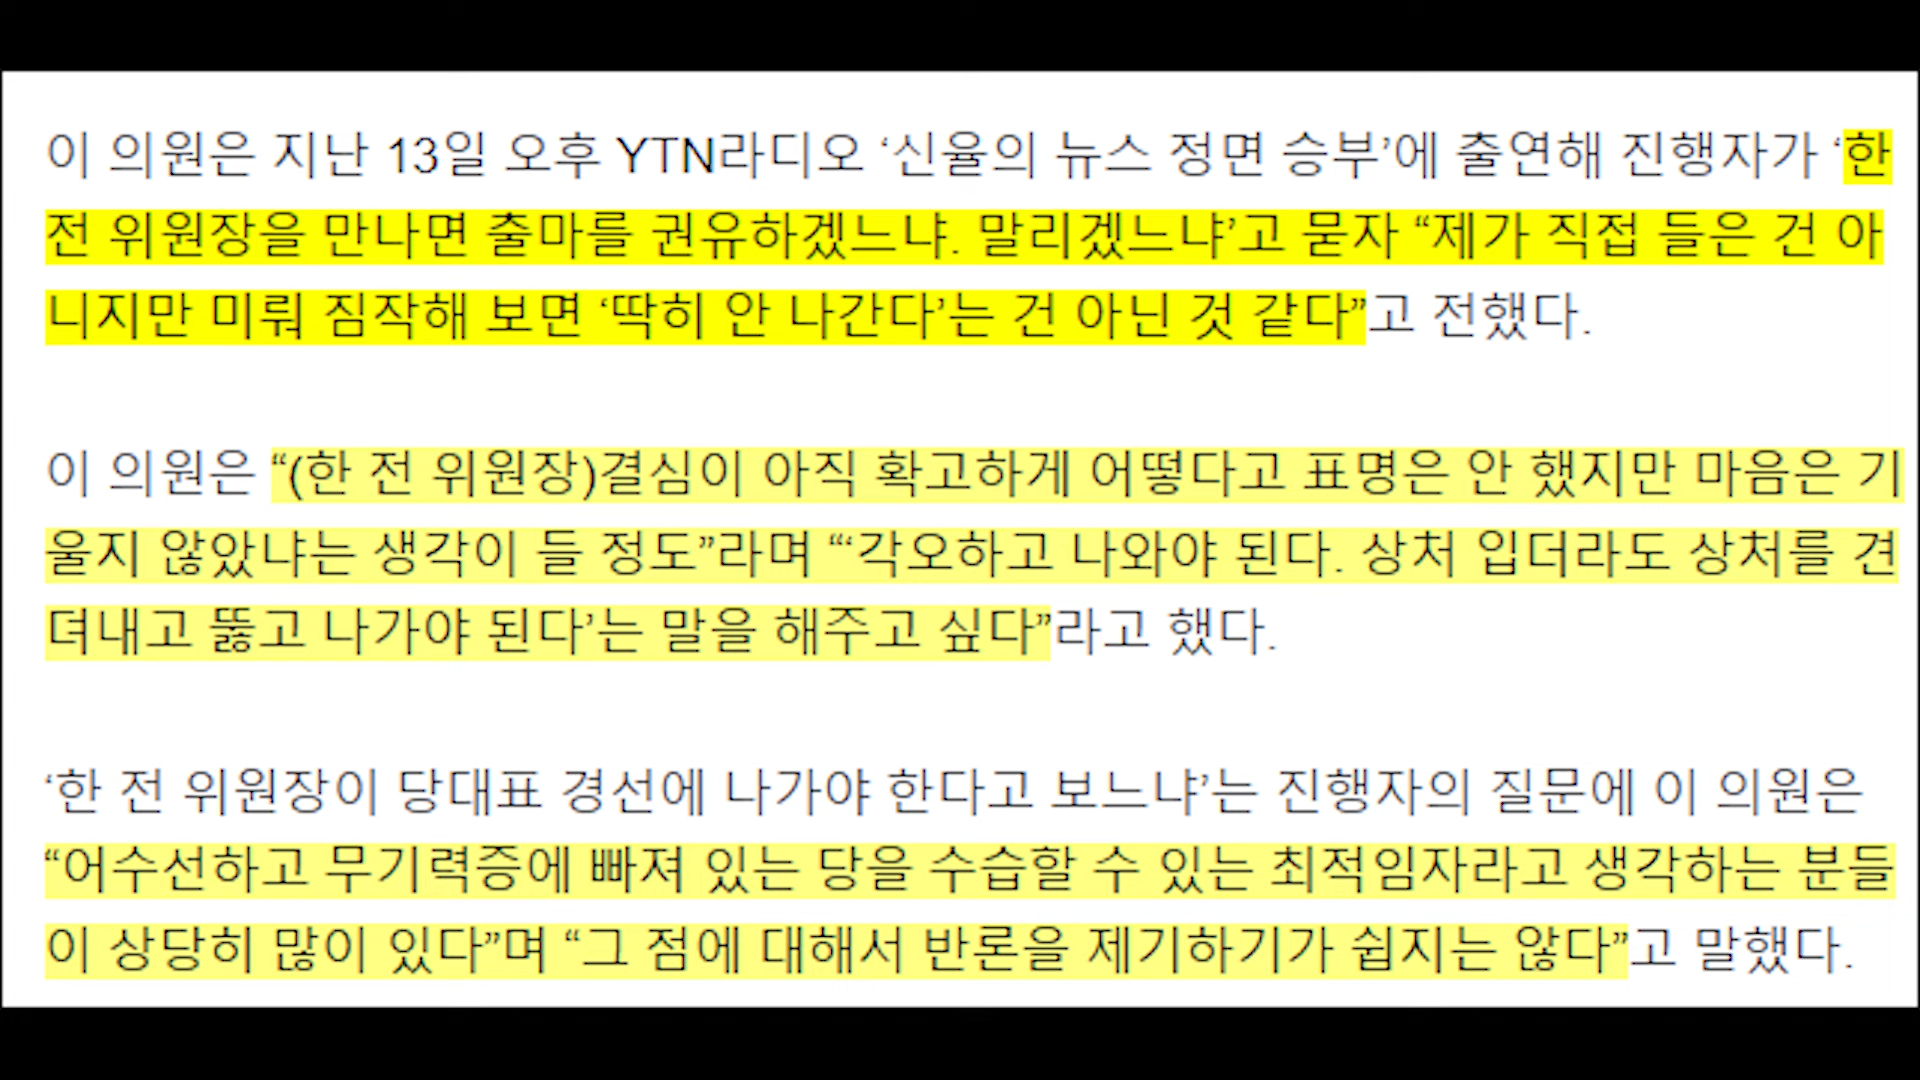 이 의원은 지난 13일 오후 YTN라디오 ‘신율의 뉴스 정면 승부’에 출연해 진행자가 ‘한
전 위원장을 만나면 출마를 권유하겠느냐. 말리겠느냐’고 묻자 “제가 직접 들은 건 아
니지만 미뤄 짐작해 보면 ‘딱히 안 나간다’는 건 아닌 것 같다”고 전했다.
이 의원은 “(한 전 위원장)결심이 아직 확고하게 어떻다고 표명은 안 했지만 마음은 기
울지 않았냐는 생각이 들 정도”라며 “‘각오하고 나와야 된다. 상처 입더라도 상처를 견
뎌내고 뚫고 나가야 된다’는 말을 해주고 싶다”라고 했다.
‘한 전 위원장이 당대표 경선에 나가야 한다고 보느냐’는 진행자의 질문에 이 의원은
“어수선하고 무기력증에 빠져 있는 당을 수습할 수 있는 최적임자라고 생각하는 분들
이 상당히 많이 있다”며 “그 점에 대해서 반론을 제기하기가 쉽지는 않다”고 말했다.